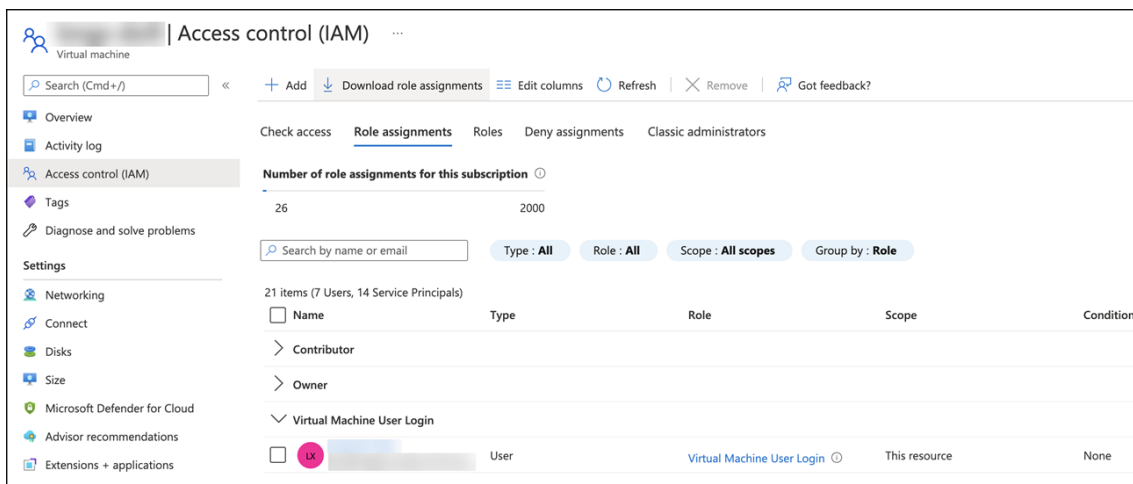 | Access control (IAM) ...
Virtual machine
Search (Cmd+/) «
Add Download role assignments Edit columns Refresh Remove Got feedback?
Overview
Activity log
Access control (IAM)
Tags
Diagnose and solve problems
Settings
Networking
Connect
Disks
Size
Microsoft Defender for Cloud
Advisor recommendations
Extensions + applications
Check access Role assignments Roles Deny assignments Classic administrators
Number of role assignments for this subscription
26 2000
Search by name or email Type : All Role : All Scope : All scopes Group by : Role
21 items (7 Users, 14 Service Principals)
Name Type Role Scope Condition
Contributor
Owner
Virtual Machine User Login
LX User Virtual Machine User Login This resource None